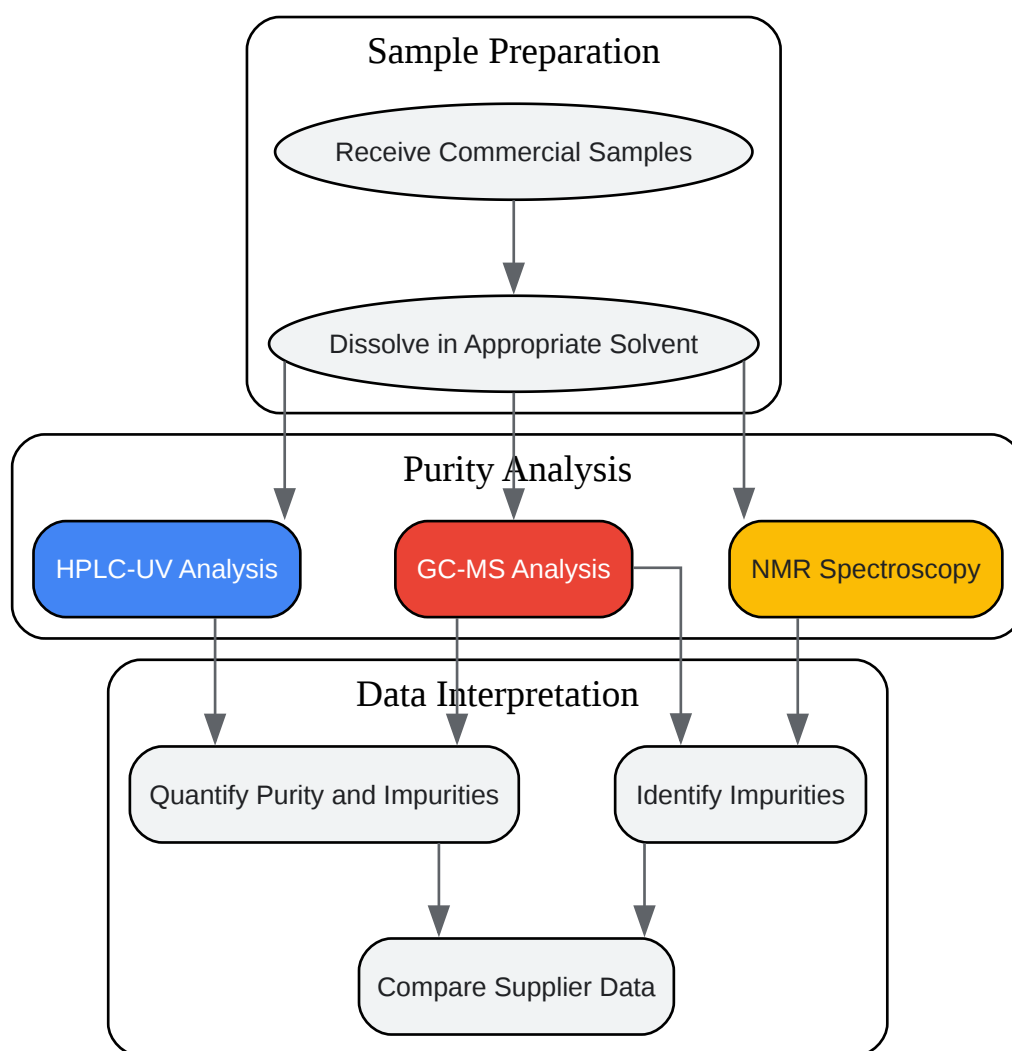 Sample Preparation
Receive Commercial Samples
Dissolve in Appropriate Solvent
Purity Analysis
HPLC-UV Analysis
GC-MS Analysis
NMR Spectroscopy
Data Interpretation
Quantify Purity and Impurities
Identify Impurities
Compare Supplier Data